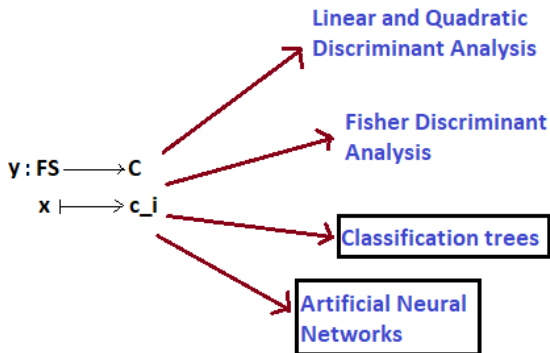 Linear and Quadratic
Discriminant Analysis
Fisher Discriminant
Analysis
y : FS ⟶ C
x ⟼ c_i
Classification trees
Artificial Neural
Networks